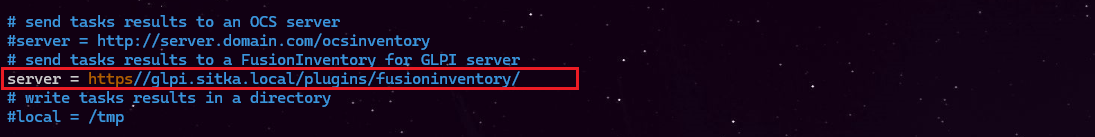 # send tasks results to an OCS server
#server = http://server.domain.com/ocsinventory
# send tasks results to a FusionInventory for GLPI server
server = https//glpi.sitka.local/plugins/fusioninventory/
# write tasks results in a directory
#local = /tmp